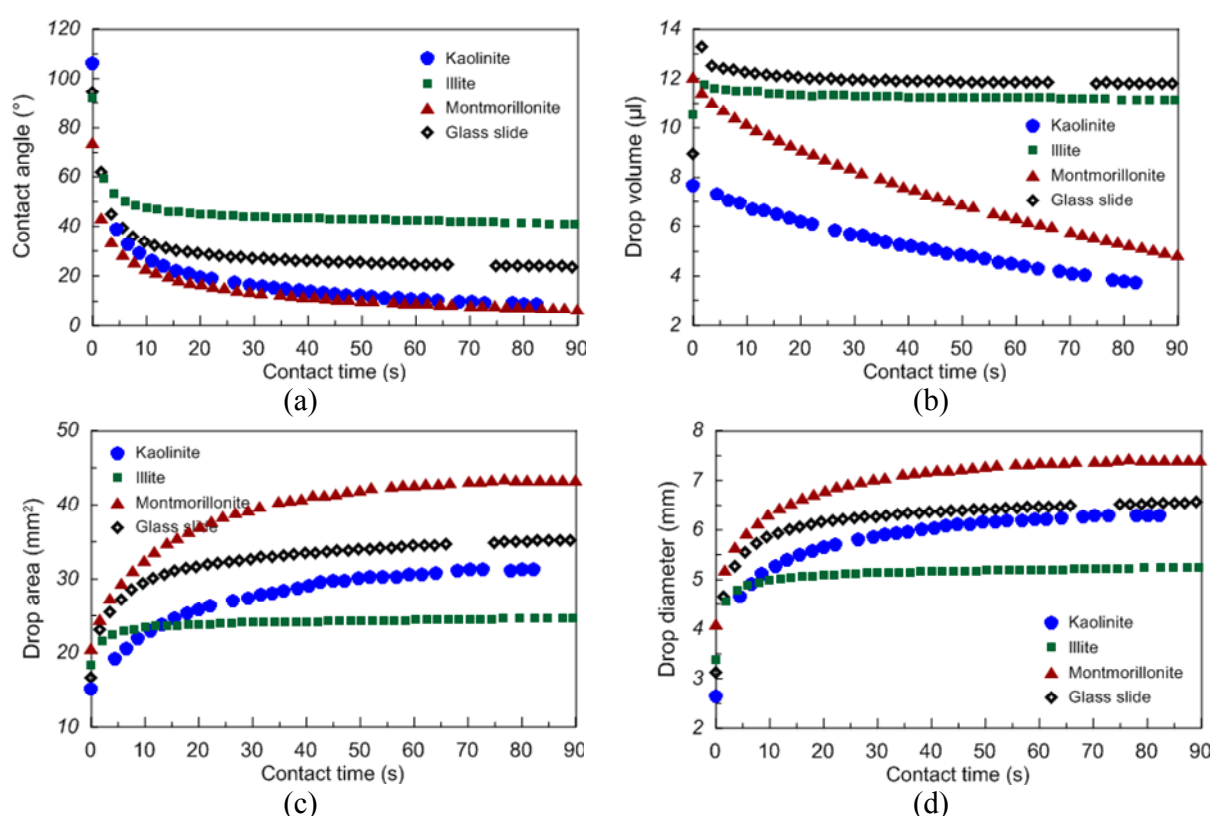 120
100
80
60
40
20
0
Contact angle (°)
Kaolinite
Illite
Montmorillonite
Glass slide
0 10 20 30 40 50 60 70 80 90
Contact time (s)
(a)
14
12
10
8
6
4
2
Drop volume (µl)
Kaolinite
Illite
Montmorillonite
Glass slide
0 10 20 30 40 50 60 70 80 90
Contact time (s)
(b)
50
40
30
20
10
Drop area (mm²)
Kaolinite
Illite
Montmorillonite
Glass slide
0 10 20 30 40 50 60 70 80 90
Contact time (s)
(c)
8
7
6
5
4
3
2
Drop diameter (mm)
Kaolinite
Illite
Montmorillonite
Glass slide
0 10 20 30 40 50 60 70 80 90
Contact time (s)
(d)